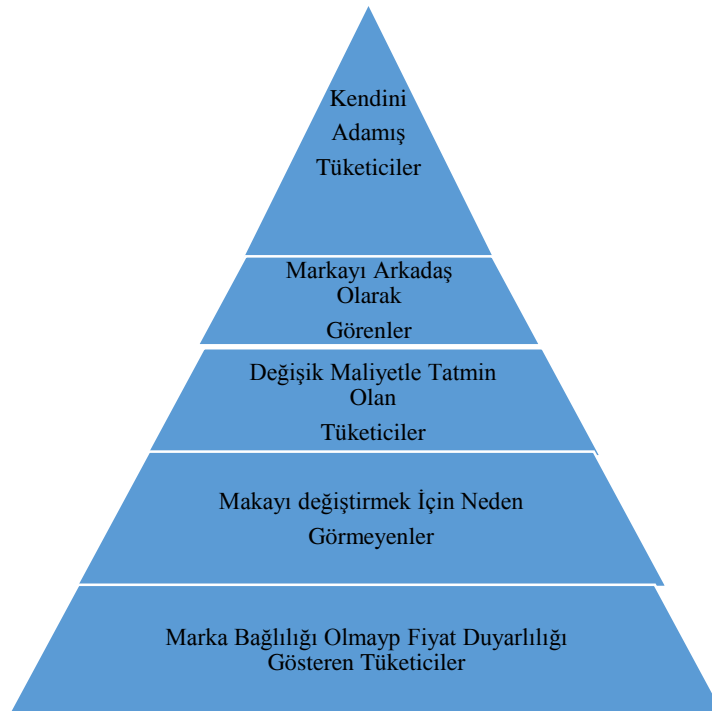 Kendini
Adamış
Tüketiciler
Markayı Arkadaş
Olarak
Görenler
Değişik Maliyetle Tatmin
Olan
Tüketiciler
Makayı değiştirmek İçin Neden
Görmeyenler
Marka Bağlılığı Olmayp Fiyat Duyarlılığı
Gösteren Tüketiciler